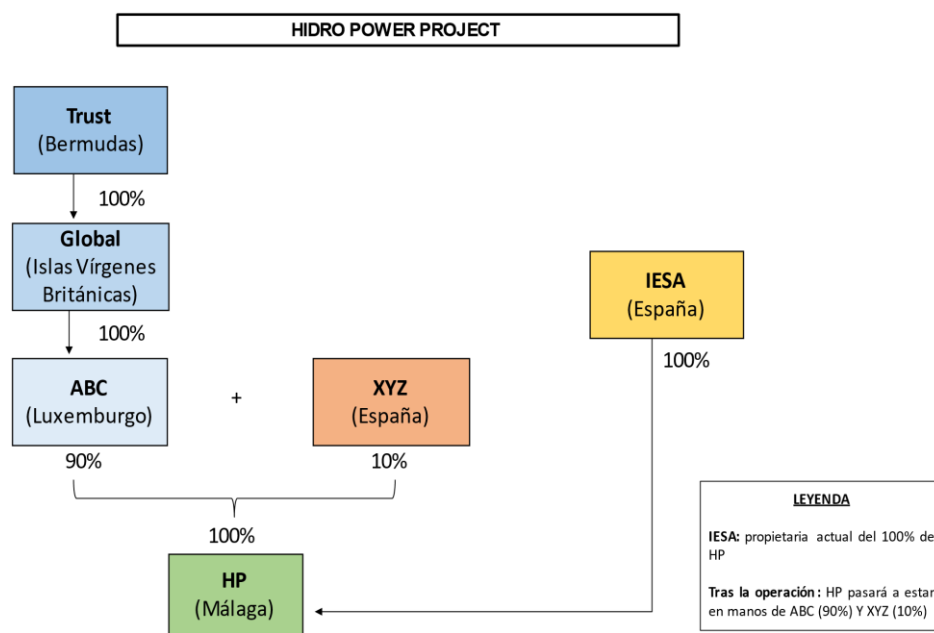 HIDRO POWER PROJECT
Trust
(Bermudas)
100%
Global
(Islas Vírgenes
Británicas)
100%
IESA
(España)
100%
ABC
(Luxemburgo)
+
XYZ
(España)
90%
10%
100%
HP
(Málaga)
LEYENDA
IESA: propietaria actual del 100% de
HP
Tras la operación : HP pasará a estar
en manos de ABC (90%) Y XYZ (10%)